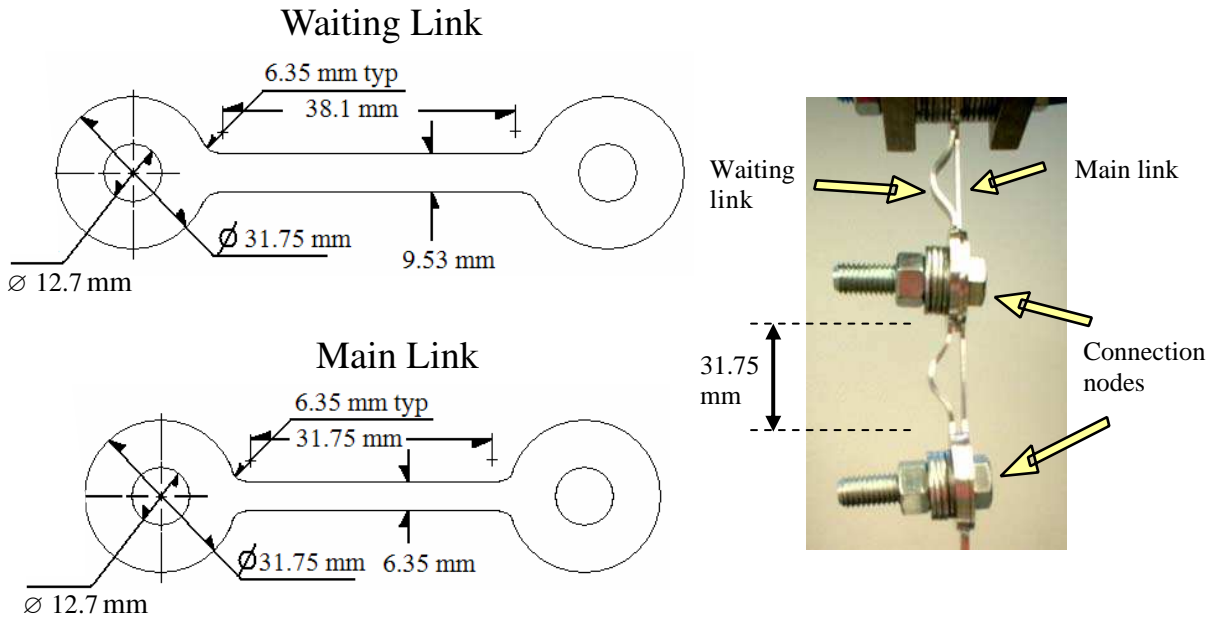 Waiting Link
6.35 mm typ
38.1 mm
Ø 31.75 mm
9.53 mm
∅ 12.7 mm
Main Link
6.35 mm typ
31.75 mm
Ø 31.75 mm
6.35 mm
∅ 12.7 mm
Waiting
link
Main link
31.75
mm
Connection
nodes